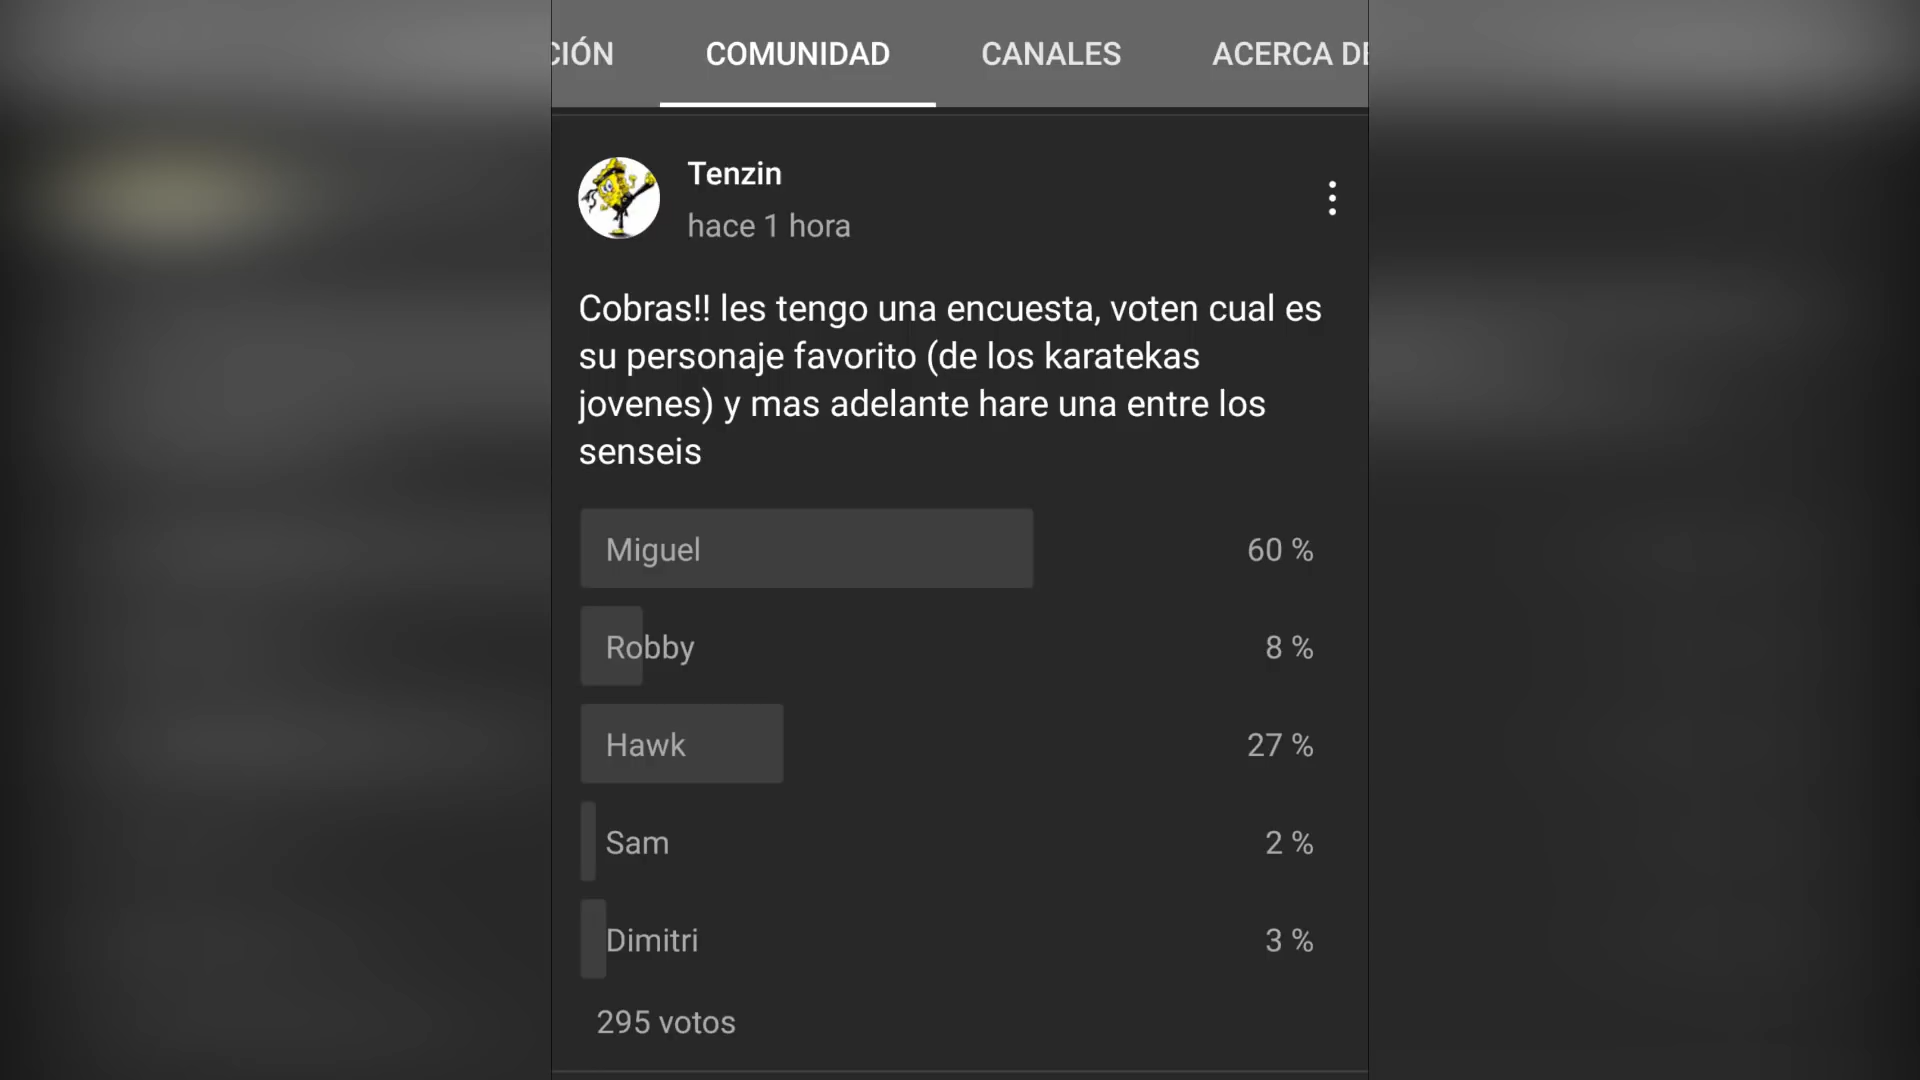 CIÓN COMUNIDAD CANALES ACERCA DE
Tenzin
hace 1 hora
Cobras!! les tengo una encuesta, voten cual es
su personaje favorito (de los karatekas
jovenes) y mas adelante hare una entre los
senseis
Miguel 60 %
Robby 8 %
Hawk 27 %
Sam 2 %
Dimitri 3 %
295 votos